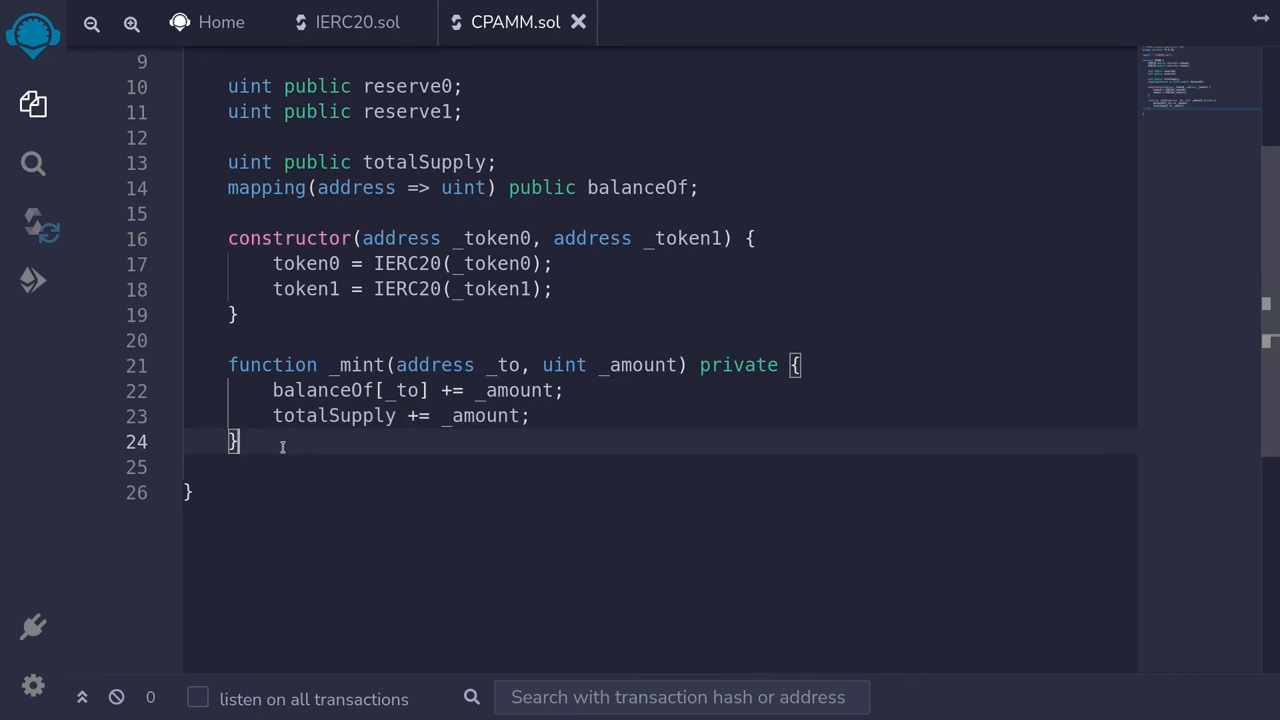 Home IERC20.sol CPAMM.sol
9
10 uint public reserve0;
11 uint public reserve1;
12
13 uint public totalSupply;
14 mapping(address => uint) public balanceOf;
15
16 constructor(address _token0, address _token1) {
17 token0 = IERC20(_token0);
18 token1 = IERC20(_token1);
19 }
20
21 function _mint(address _to, uint _amount) private {
22 balanceOf[_to] += _amount;
23 totalSupply += _amount;
24 }
25
26 }
0 listen on all transactions Search with transaction hash or address